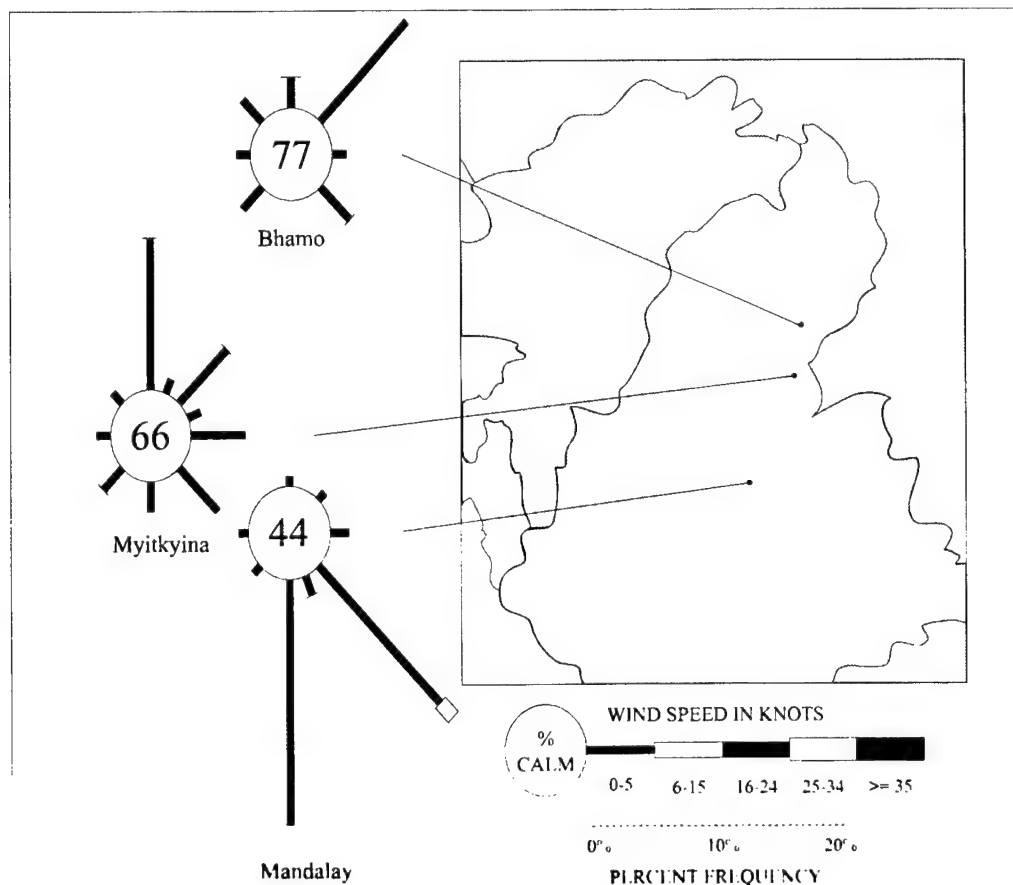 77
Bhamo
66
Myitkyina
44
Mandalay
WIND SPEED IN KNOTS
%
CALM
0-5 6-15 16-24 25-34 >= 35
0% 10% 20%
PERCENT FREQUENCY